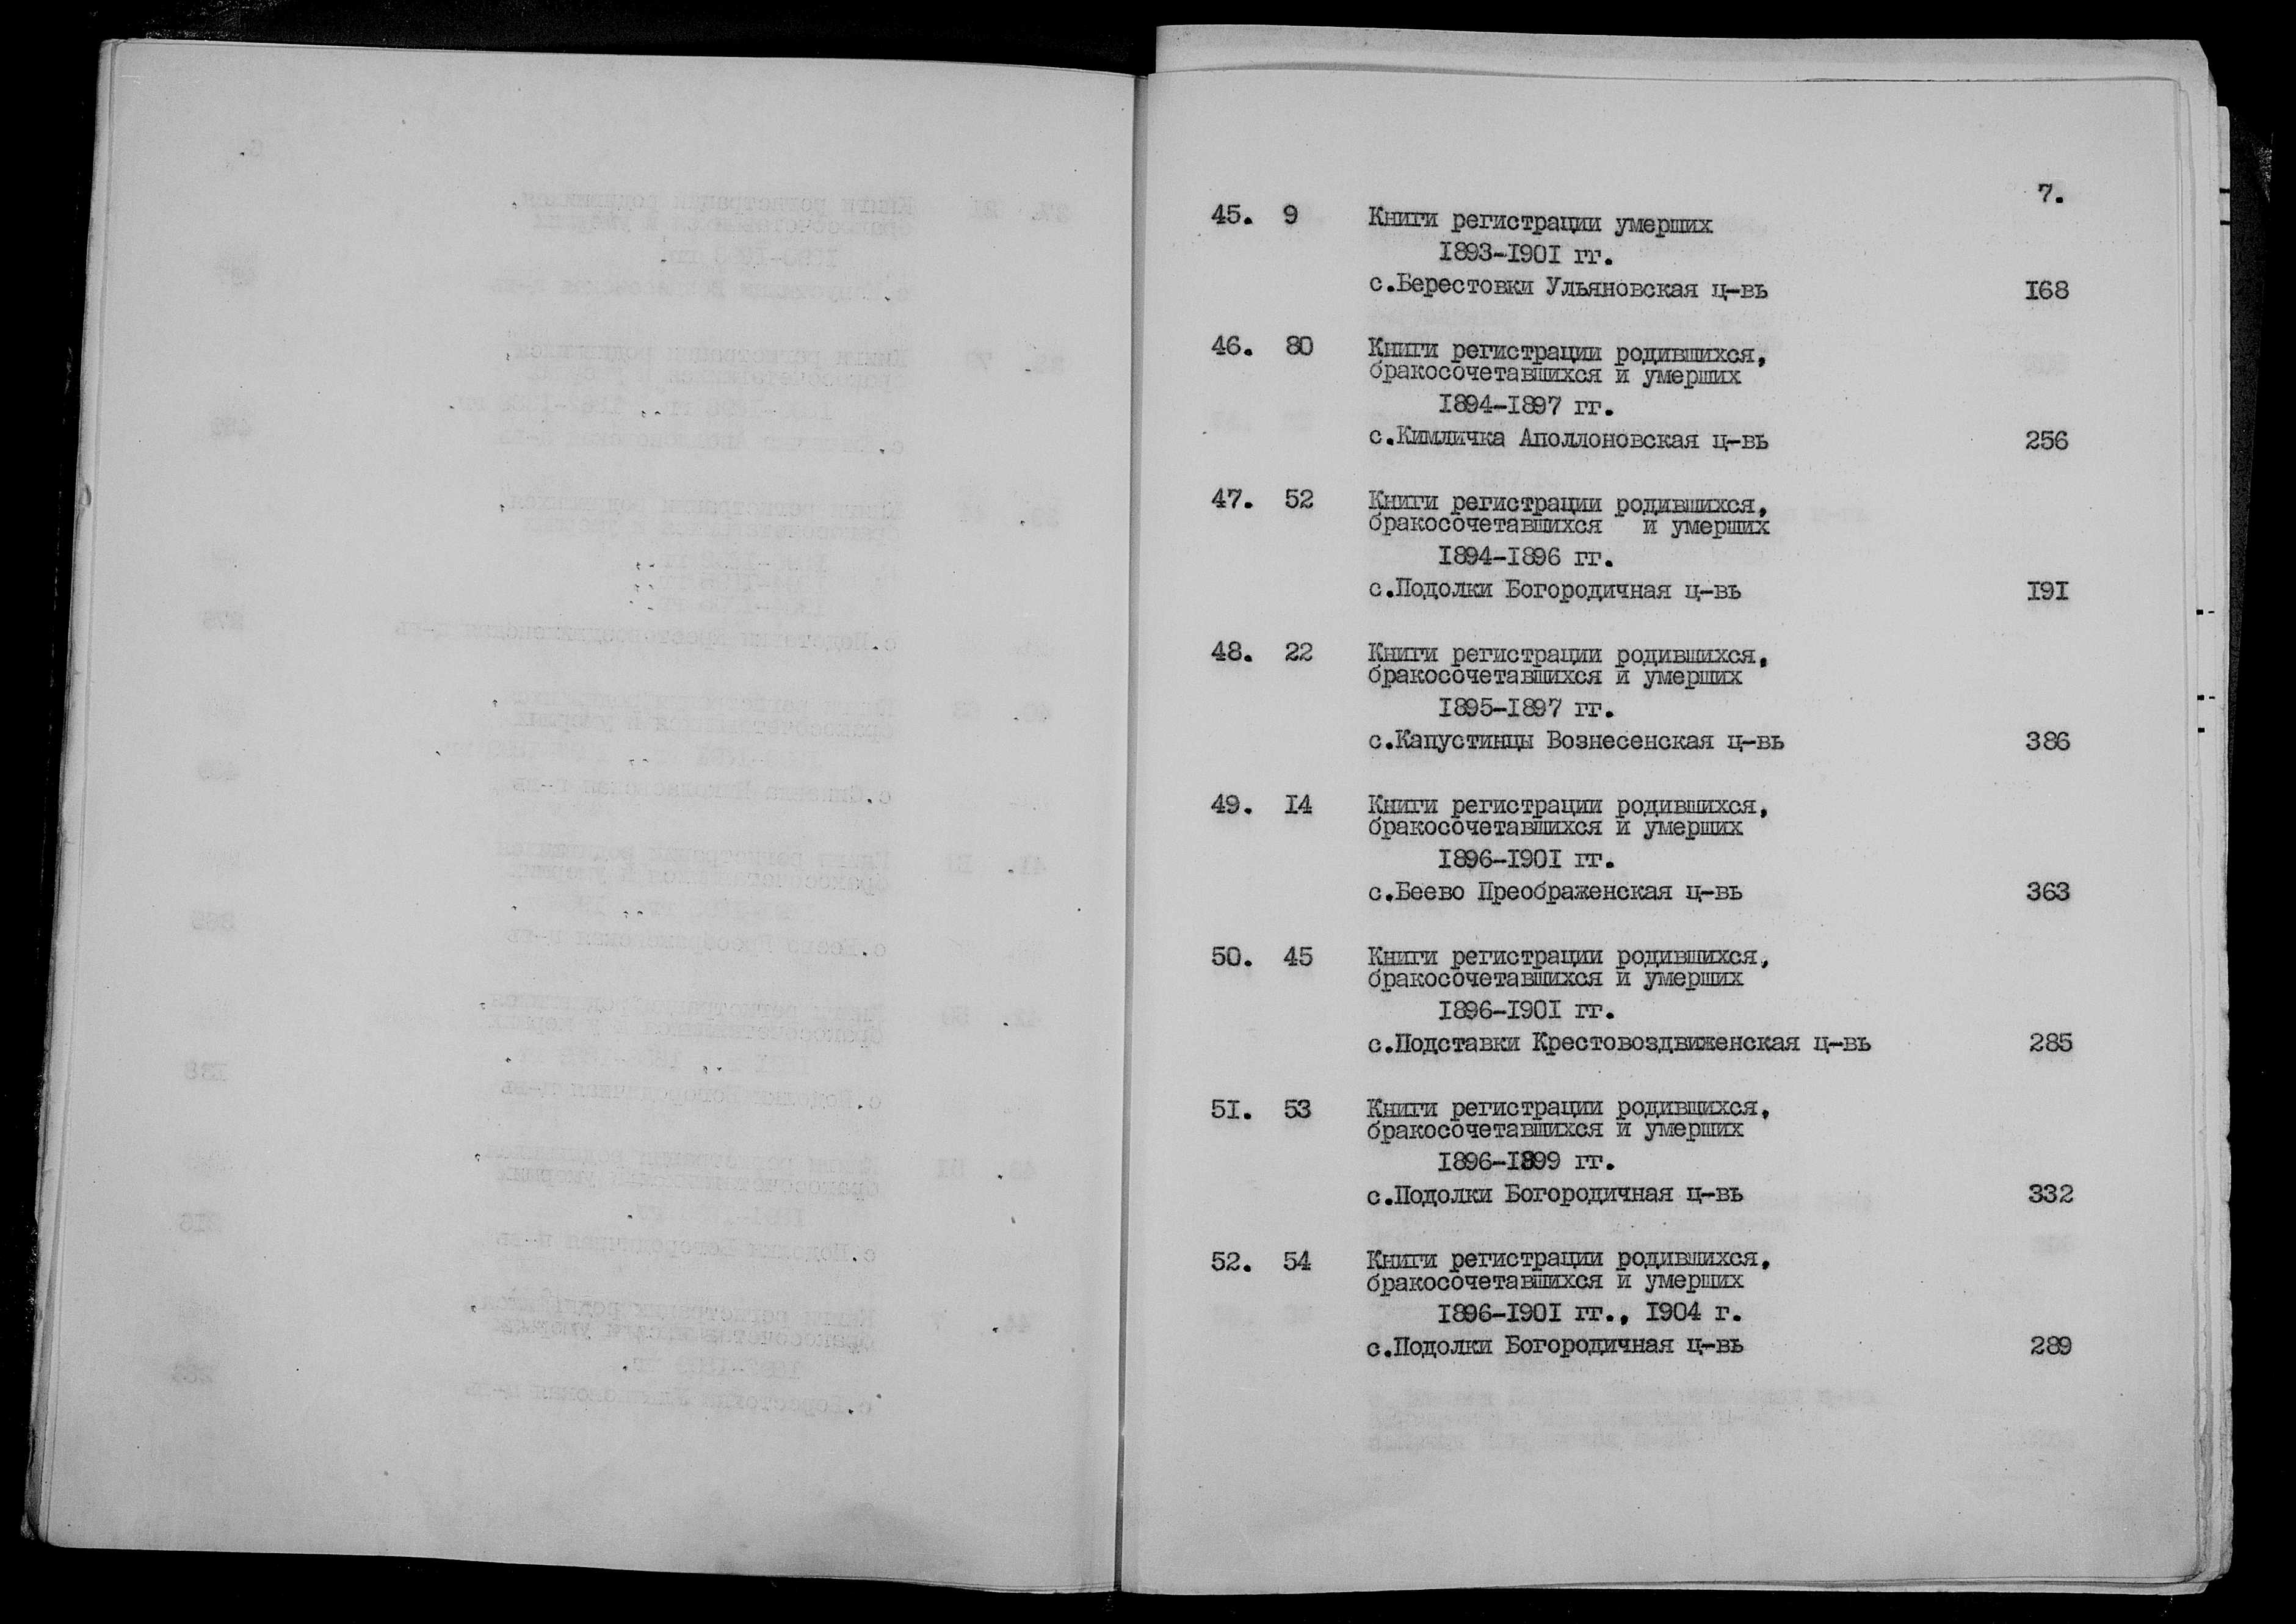 7.
45. 9 Книги регистрации умерших
1893-1901 гг.
с.Берестовки Ульяновская ц-вь 168
46. 80 Книги регистрации родившихся,
бракосочетавшихся и умерших
1894-1897 гг.
с.Кимличка Аполлоновская ц-вь 256
47. 52 Книги регистрации родившихся,
бракосочетавшихся и умерших
1894-1896 гг.
с.Подолки Богородичная ц-вь 191
48. 22 Книги регистрации родившихся,
бракосочетавшихся и умерших
1895-1897 гг.
с.Капустинцы Вознесенская ц-вь 386
49. 14 Книги регистрации родившихся,
бракосочетавшихся и умерших
1896-1901 гг.
с.Беево Преображенская ц-вь 363
50. 45 Книги регистрации родившихся,
бракосочетавшихся и умерших
1896-1901 гг.
с.Подставки Крестовоздвиженская ц-вь 285
51. 53 Книги регистрации родившихся,
бракосочетавшихся и умерших
1896-1899 гг.
с.Подолки Богородичная ц-вь 332
52. 54 Книги регистрации родившихся,
бракосочетавшихся и умерших
1896-1901 гг., 1904 г.
с.Подолки Богородичная ц-вь 289